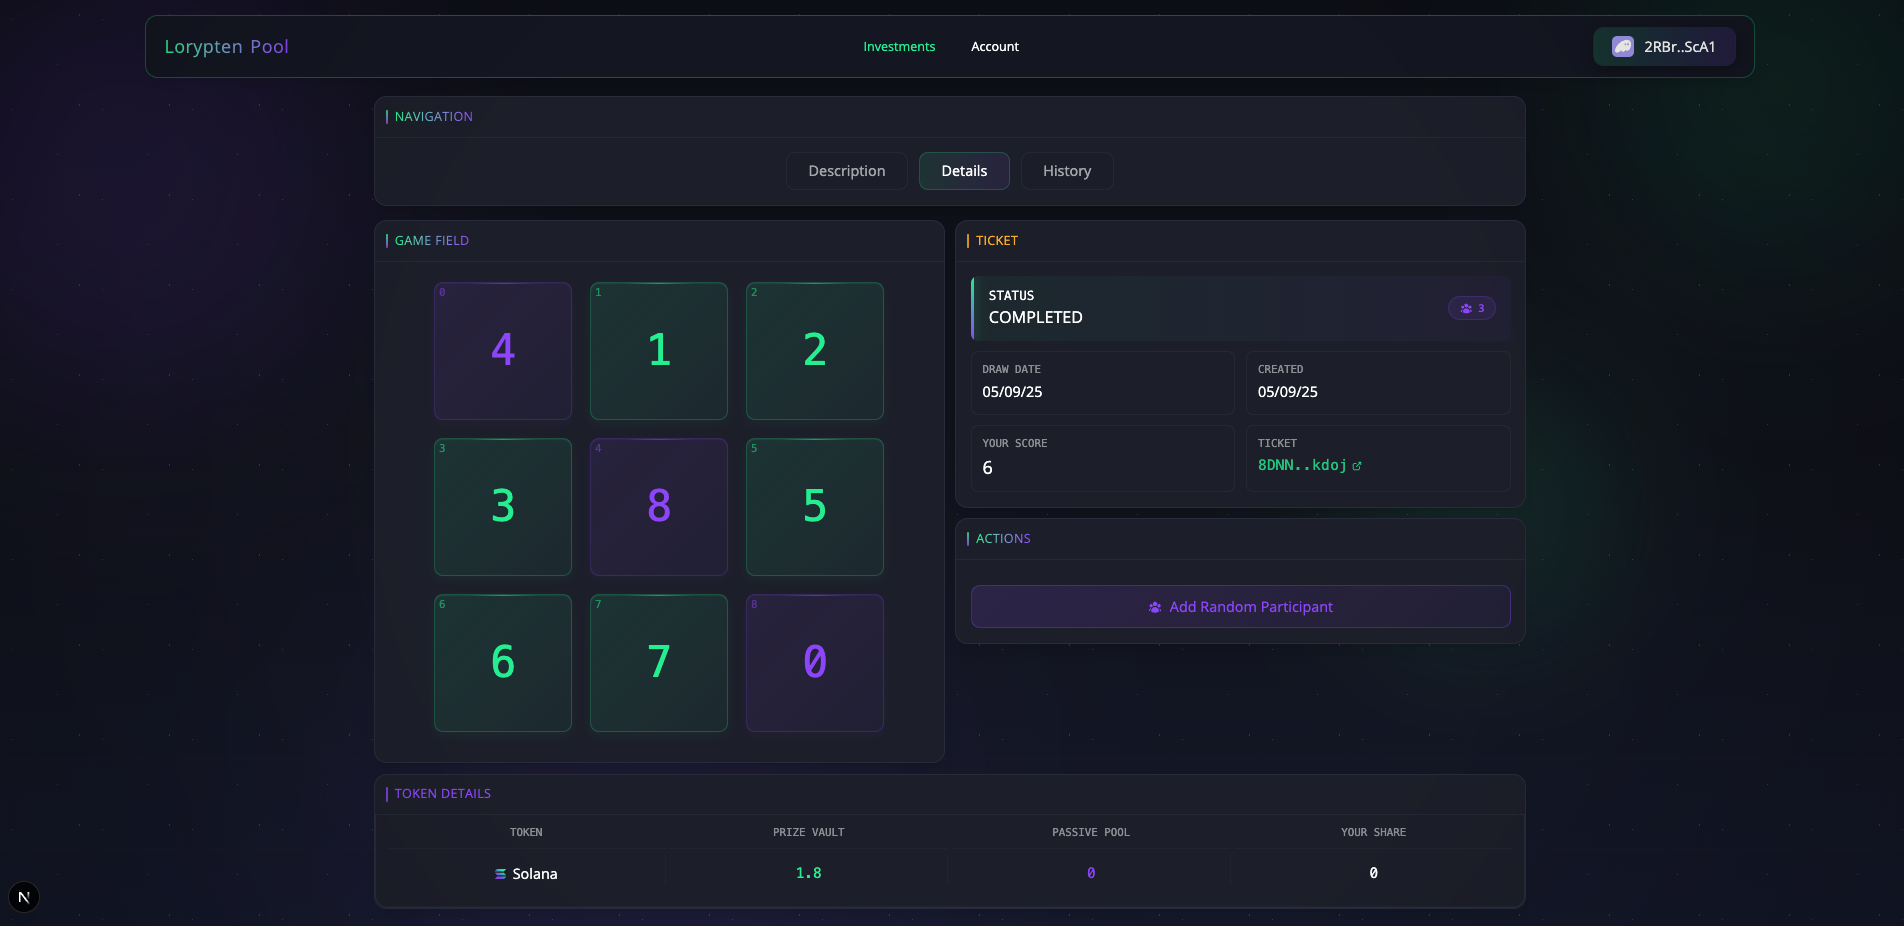 Lorypten Pool
Investments
Account
2RBr..ScA1
NAVIGATION
Description
Details
History
GAME FIELD
0
4
1
1
2
2
3
3
4
8
5
5
6
6
7
7
8
0
TICKET
STATUS
COMPLETED
3
DRAW DATE
05/09/25
CREATED
05/09/25
YOUR SCORE
6
TICKET
8DNN..kdoj
ACTIONS
Add Random Participant
TOKEN DETAILS
TOKEN
PRIZE VAULT
PASSIVE POOL
YOUR SHARE
Solana
1.8
0
0
N